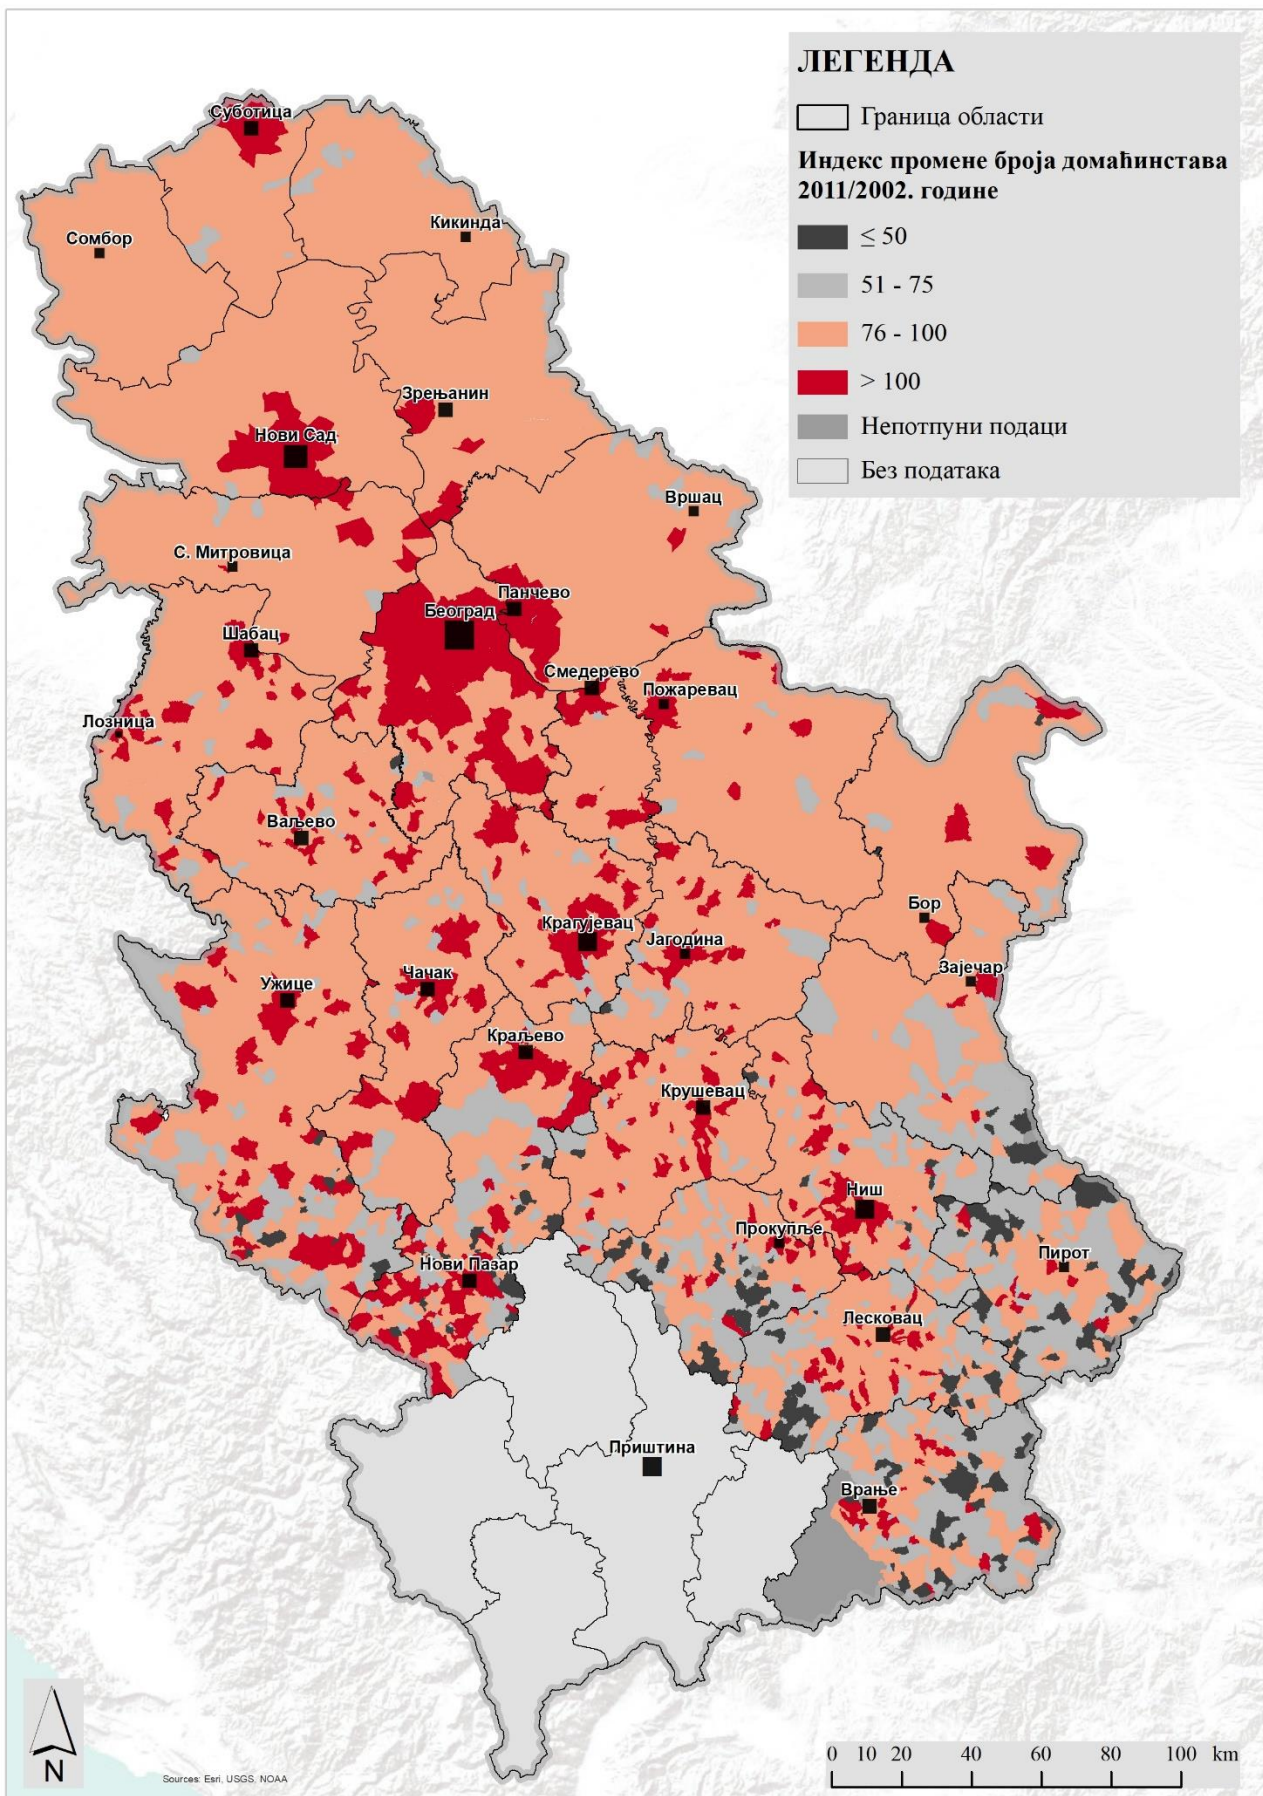 ЛЕГЕНДА
Граница области
Индекс промене броја домаћинстава
2011/2002. године
≤ 50
51 - 75
76 - 100
> 100
Непотпуни подаци
Без података
Суботица
Сомбор
Кикинда
Зрењанин
Нови Сад
Вршац
С. Митровица
Панчево
Београд
Шабац
Смедерево
Пожаревац
Лозница
Ваљево
Бор
Крагујевац
Јагодина
Зајечар
Чачак
Ужице
Краљево
Крушевац
Ниш
Прокупље
Пирот
Нови Пазар
Лесковац
Приштина
Врање
N
Sources: Esri, USGS, NOAA
0 10 20 40 60 80 100 km